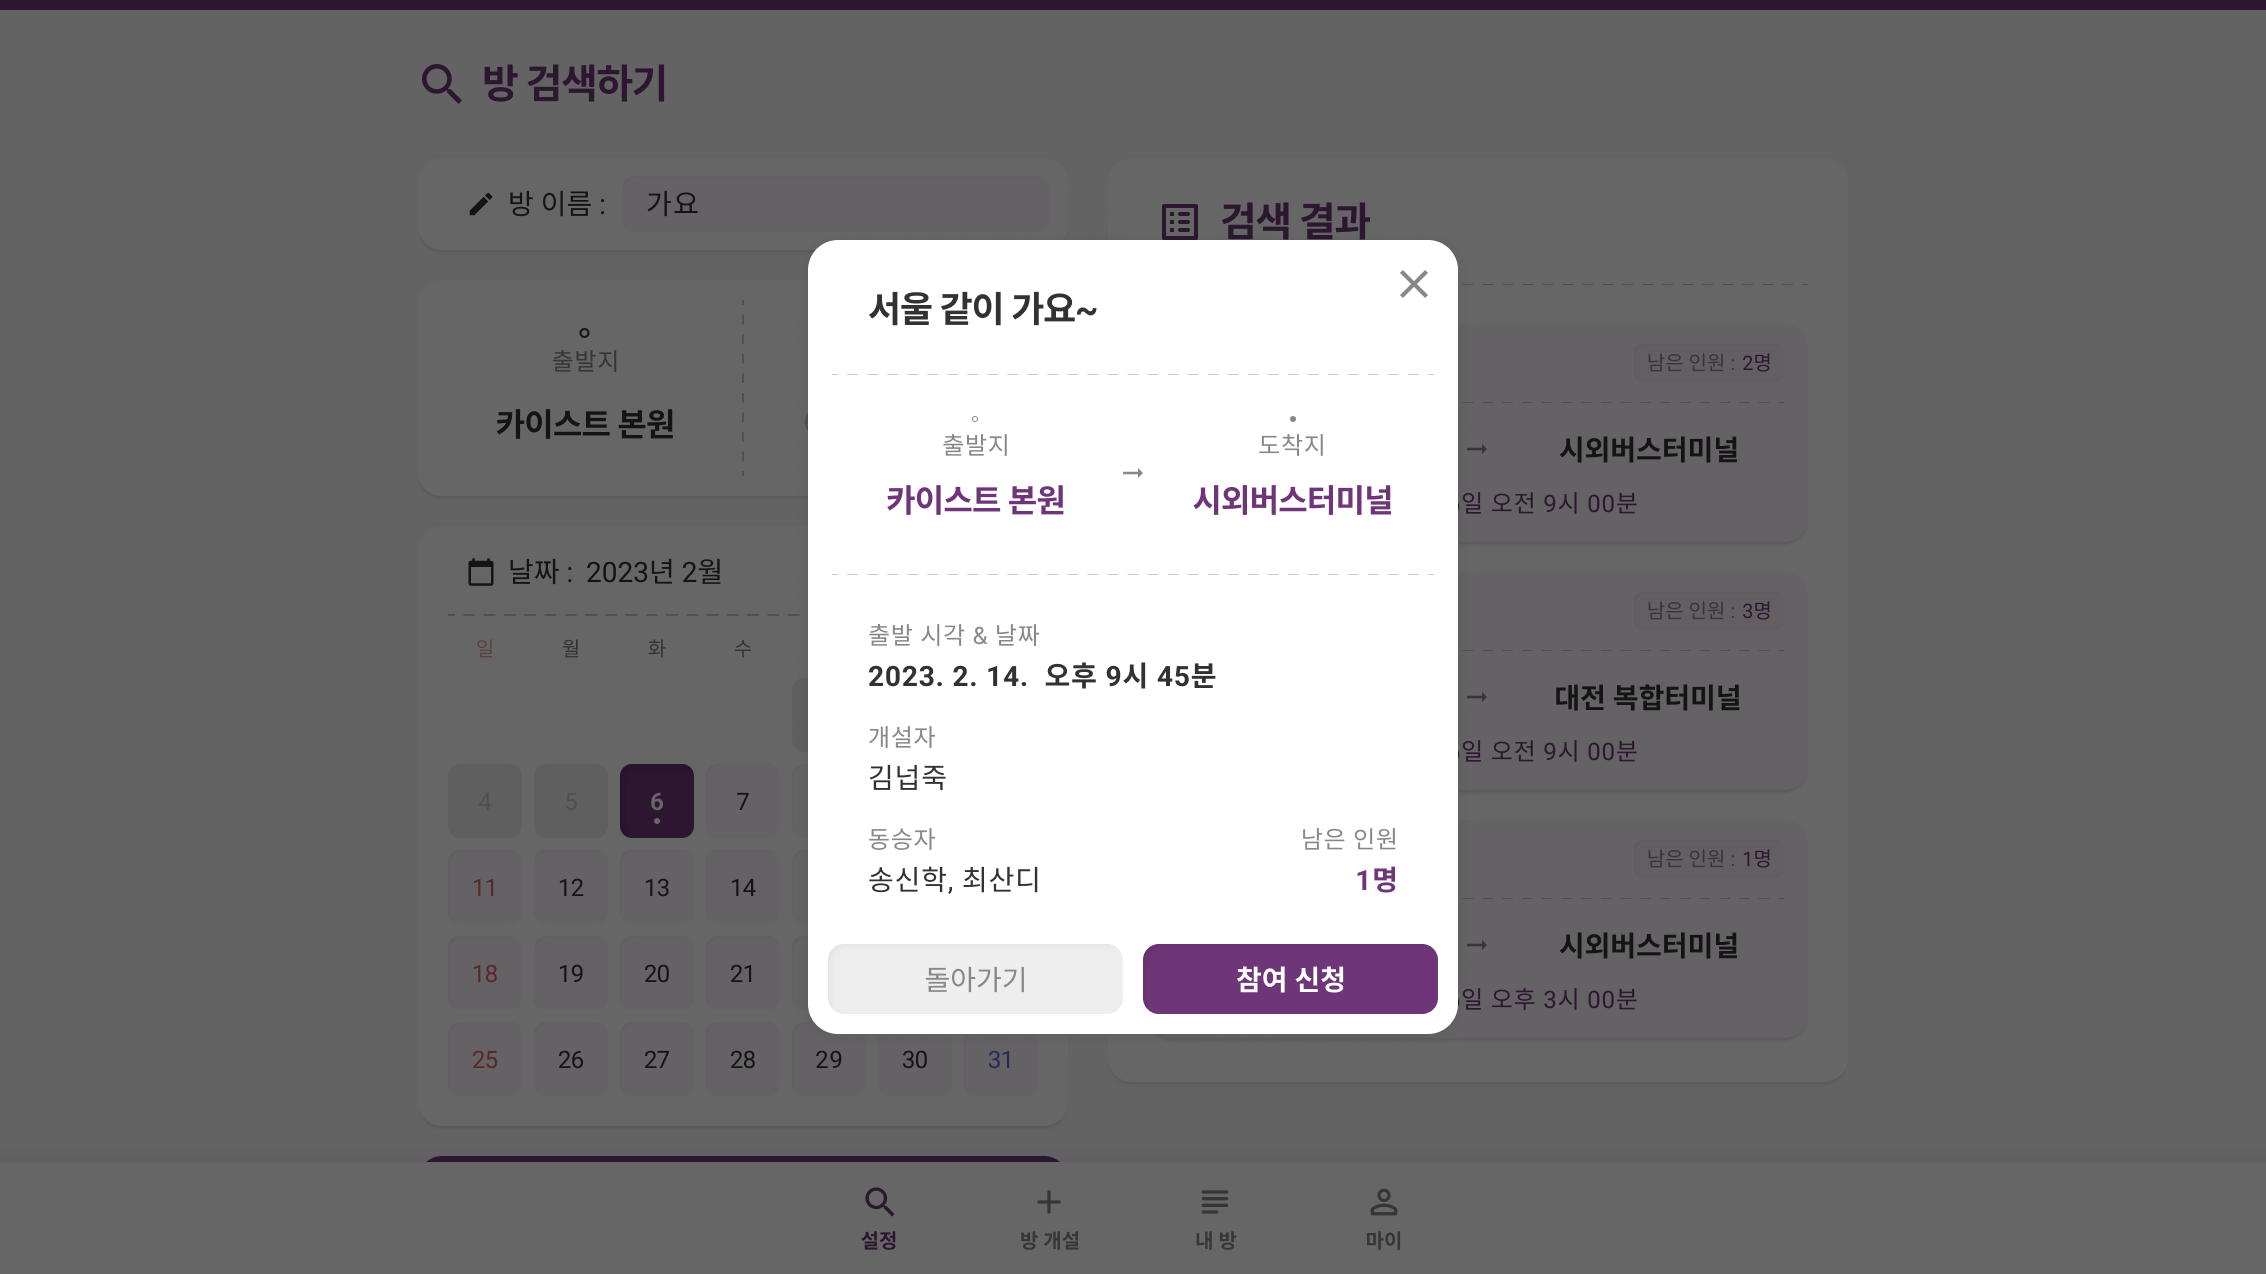 방 검색하기
방 이름 : 가요
출발지
카이스트 본원
날짜 : 2023년 2월
일 월 화 수
4 5 6 7
11 12 13 14
18 19 20 21
25 26 27 28 29 30 31
서울 같이 가요~
출발지
카이스트 본원
→
도착지
시외버스터미널
출발 시각 & 날짜
2023. 2. 14. 오후 9시 45분
개설자
김넙죽
동승자
송신학, 최산디
남은 인원
1명
돌아가기
참여 신청
검색 결과
남은 인원 : 2명
→ 시외버스터미널
일 오전 9시 00분
남은 인원 : 3명
→ 대전 복합터미널
일 오전 9시 00분
남은 인원 : 1명
→ 시외버스터미널
일 오후 3시 00분
설정
방 개설
내 방
마이